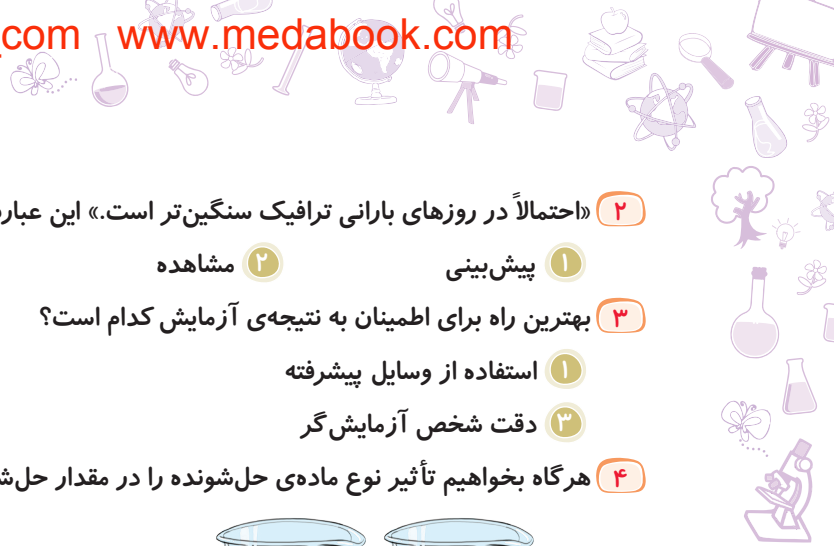 com www.medabook.com
۲ «احتمالاً در روزهای بارانی ترافیک سنگین‌تر است.» این
۱ پیش‌بینی ۲ مشاهده
۳ بهترین راه برای اطمینان به نتیجه‌ی آزمایش کدام است؟
۱ استفاده از وسایل پیشرفته
۳ دقت شخص آزمایش‌گر
۴ هرگاه بخواهیم تأثیر نوع ماده‌ی حل‌شونده را در مقدار